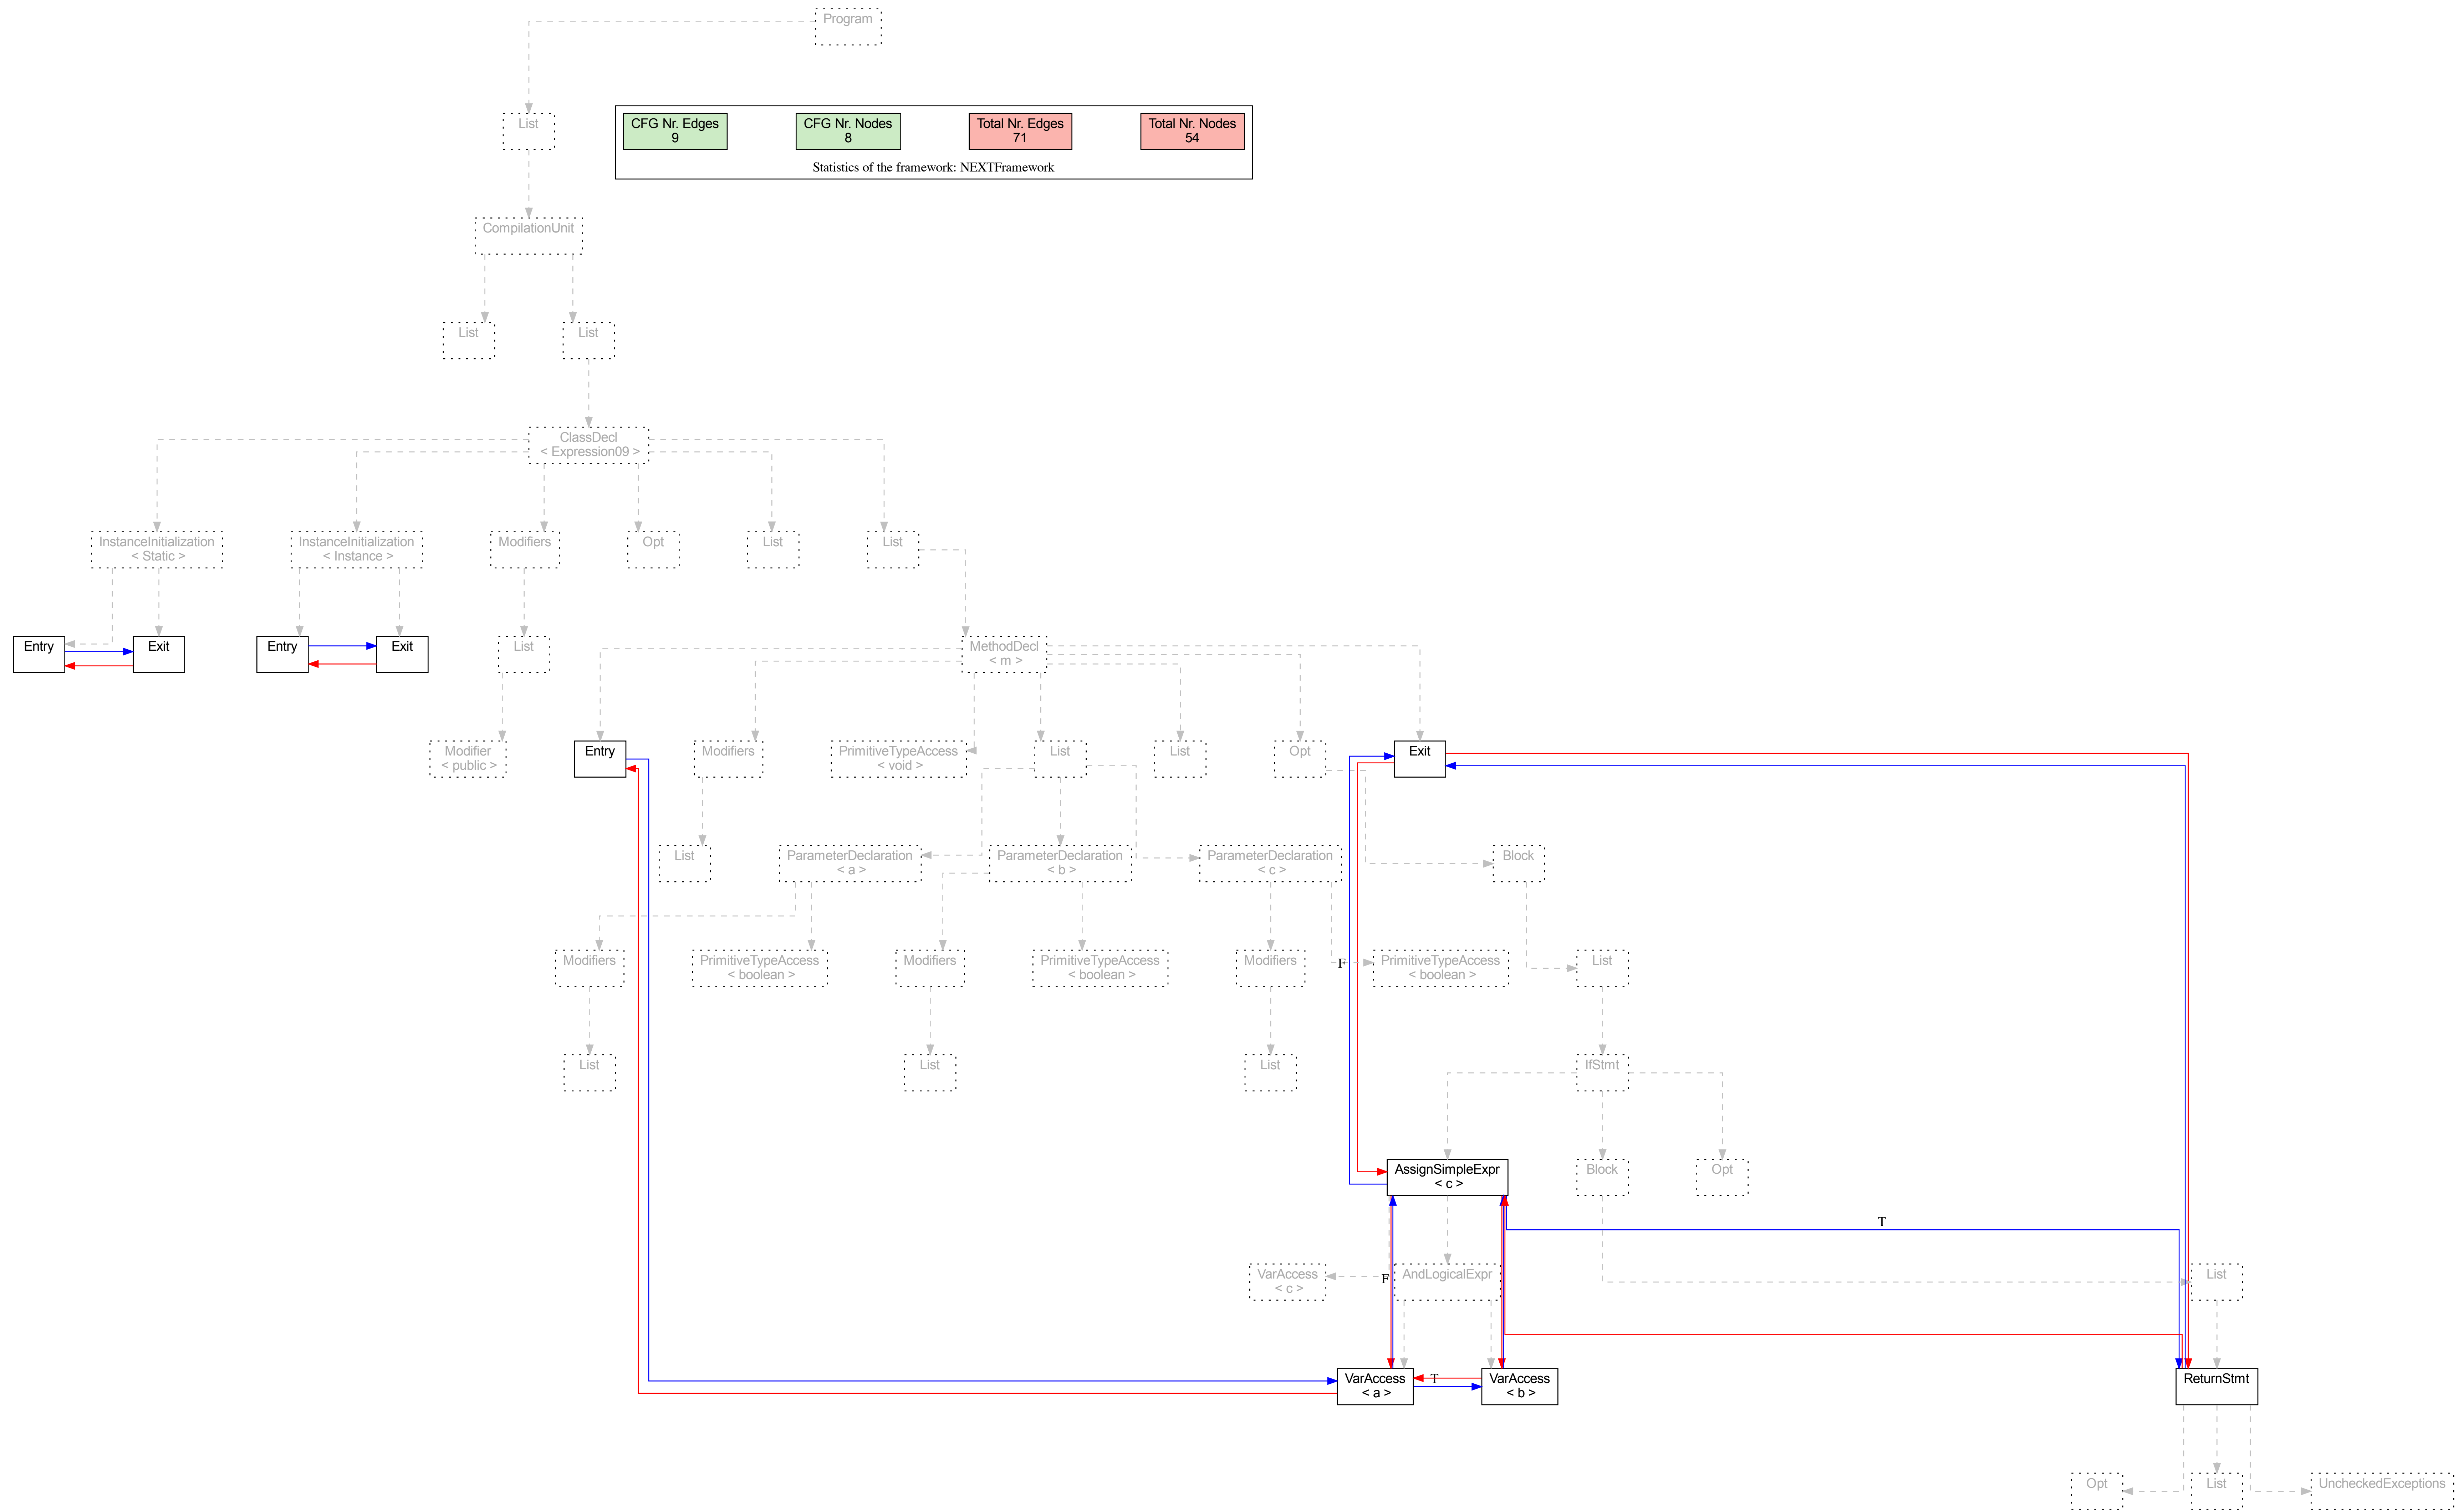 Program
List
CFG Nr. Edges
9
CFG Nr. Nodes
8
Total Nr. Edges
71
Total Nr. Nodes
54
Statistics of the framework: NEXTFramework
CompilationUnit
List
List
ClassDecl
< Expression09 >
InstanceInitialization
< Static >
InstanceInitialization
< Instance >
Modifiers
Opt
List
List
Entry
Exit
Entry
Exit
List
MethodDecl
< m >
Modifier
< public >
Entry
Modifiers
PrimitiveTypeAccess
< void >
List
List
Opt
Exit
List
ParameterDeclaration
< a >
ParameterDeclaration
< b >
ParameterDeclaration
< c >
Block
Modifiers
PrimitiveTypeAccess
< boolean >
Modifiers
PrimitiveTypeAccess
< boolean >
Modifiers
F
PrimitiveTypeAccess
< boolean >
List
List
List
List
IfStmt
AssignSimpleExpr
< c >
Block
Opt
T
VarAccess
< c >
F
AndLogicalExpr
List
VarAccess
< a >
T
VarAccess
< b >
ReturnStmt
Opt
List
UncheckedExceptions